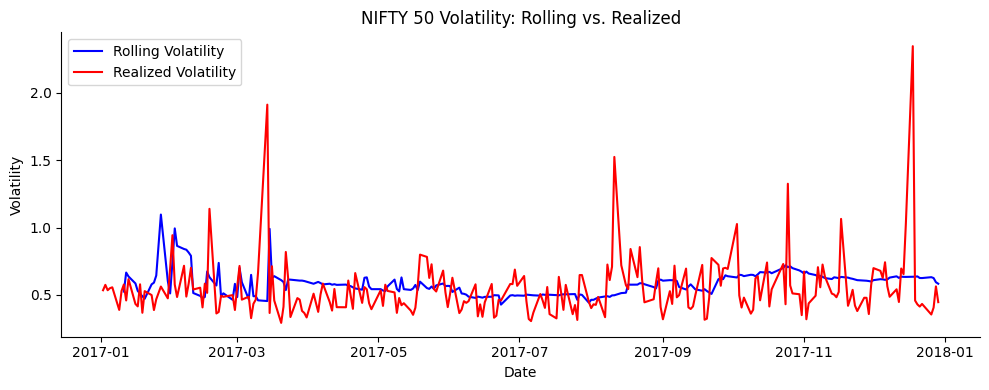 NIFTY 50 Volatility: Rolling vs. Realized
Rolling Volatility
Realized Volatility
Volatility
2.0
1.5
1.0
0.5
2017-01
2017-03
2017-05
2017-07
2017-09
2017-11
2018-01
Date